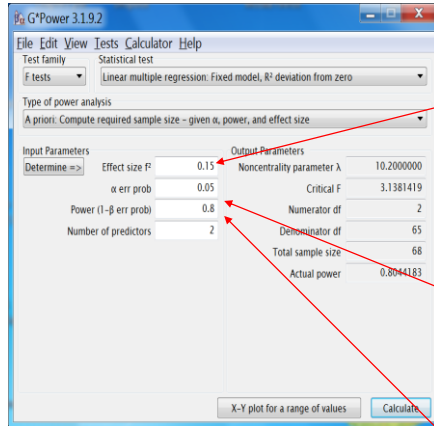 G*Power 3.1.9.2
File Edit View Tests Calculator Help
Test family Statistical test
F tests Linear multiple regression: Fixed model, R² deviation from zero
Type of power analysis
A priori: Compute required sample size - given α, power, and effect size
Input Parameters Output Parameters
Determine => Effect size f² 0.15 Noncentrality parameter λ 10.2000000
α err prob 0.05 Critical F 3.1381419
Power (1-β err prob) 0.8 Numerator df 2
Number of predictors 2 Denominator df 65
Total sample size 68
Actual power 0.8044183
X-Y plot for a range of values Calculate